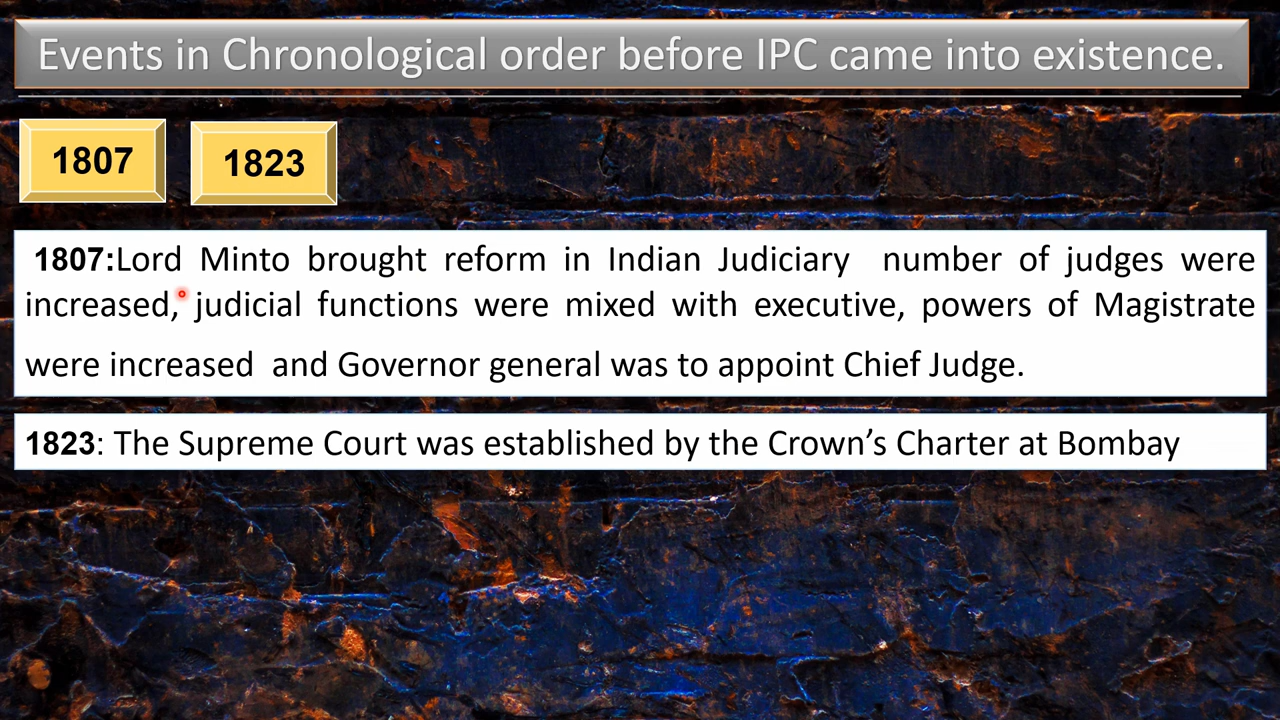 Events in Chronological order before IPC came into existence.
1807
1823
1807:Lord Minto brought reform in Indian Judiciary number of judges were
increased, judicial functions were mixed with executive, powers of Magistrate
were increased and Governor general was to appoint Chief Judge.
1823: The Supreme Court was established by the Crown’s Charter at Bombay